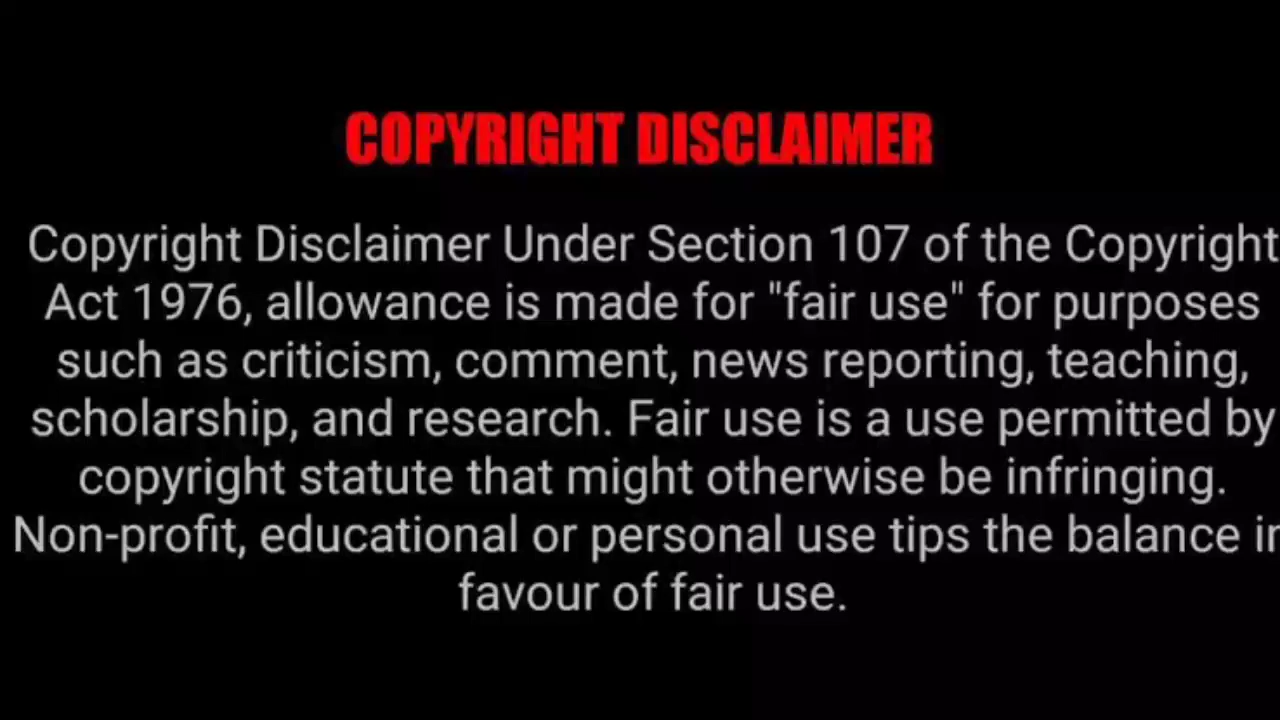 COPYRIGHT DISCLAIMER
Copyright Disclaimer Under Section 107 of the Copyright
Act 1976, allowance is made for "fair use" for purposes
such as criticism, comment, news reporting, teaching,
scholarship, and research. Fair use is a use permitted by
copyright statute that might otherwise be infringing.
Non-profit, educational or personal use tips the balance in
favour of fair use.